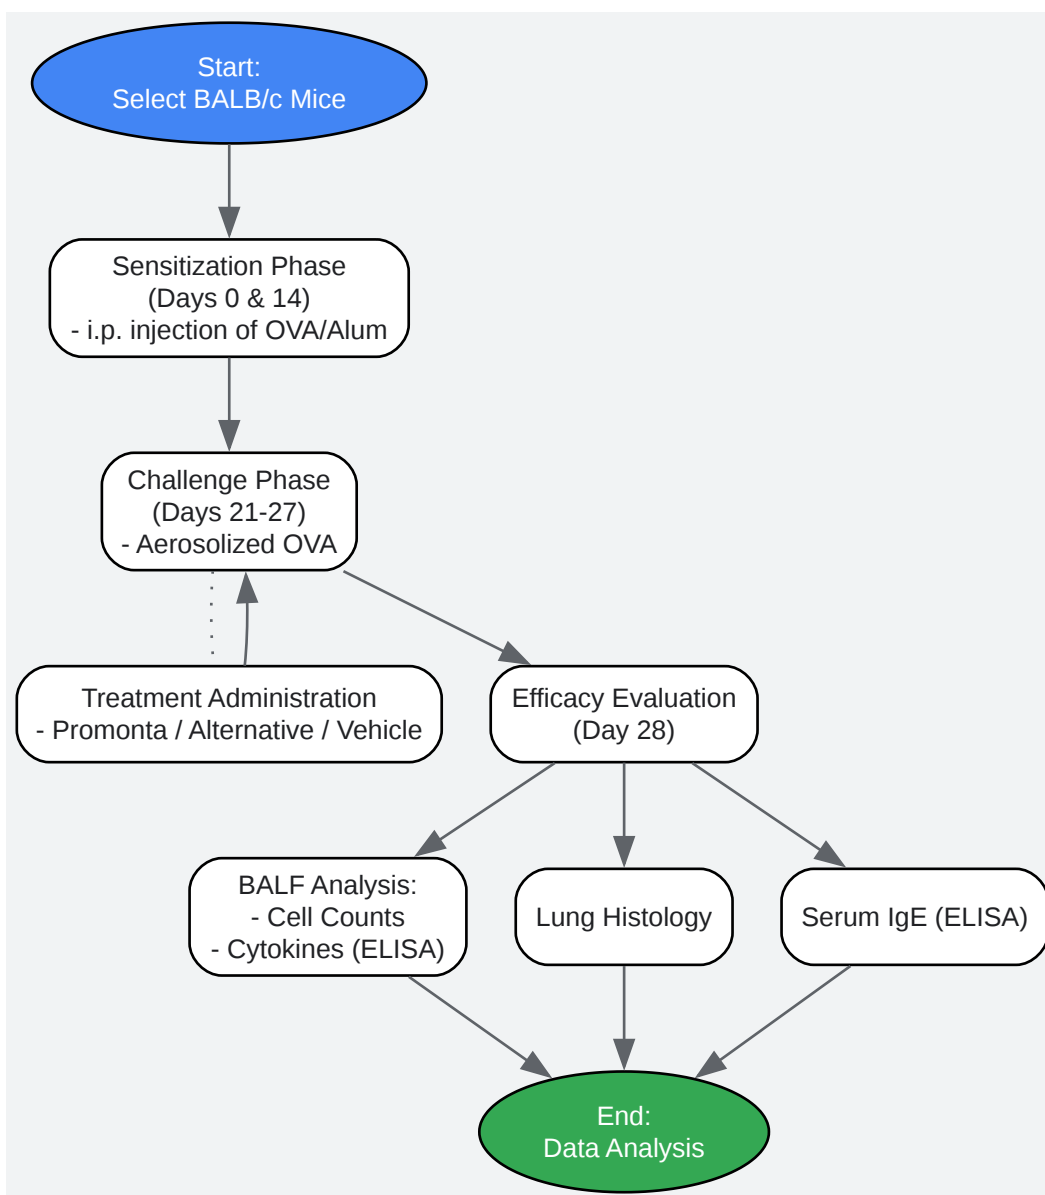 Start:
Select BALB/c Mice
Sensitization Phase
(Days 0 & 14)
- i.p. injection of OVA/Alum
Challenge Phase
(Days 21-27)
- Aerosolized OVA
Treatment Administration
- Promonta / Alternative / Vehicle
Efficacy Evaluation
(Day 28)
BALF Analysis:
- Cell Counts
- Cytokines (ELISA)
Lung Histology
Serum IgE (ELISA)
End:
Data Analysis